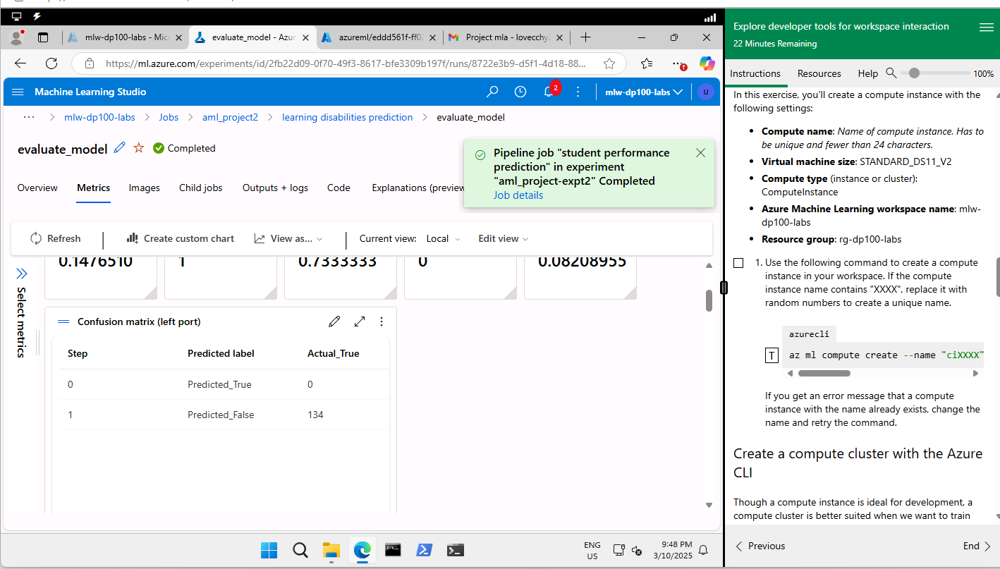 mlw-dp100-labs - Mic
evaluate_model - Azur
azureml/eddd561f-ff0
Project mla - lovecchy
https://ml.azure.com/experiments/id/2fb22d09-0f70-49f3-8617-bfe3309b197f/runs/8722e3b9-d5f1-4d18-88...
Machine Learning Studio
2
mlw-dp100-labs
U
... > mlw-dp100-labs > Jobs > aml_project2 > learning disabilities prediction > evaluate_model
evaluate_model
Completed
Pipeline job "student performance
prediction" in experiment
"aml_project-expt2" Completed
Job details
Overview Metrics Images Child jobs Outputs + logs Code Explanations (preview
Refresh Create custom chart View as... Current view: Local Edit view
0.1476510 1 0.7333333 0 0.08208955
Select metrics
Confusion matrix (left port)
Step Predicted label Actual_True
0 Predicted_True 0
1 Predicted_False 134
ENG
US
9:48 PM
3/10/2025
Explore developer tools for workspace interaction
22 Minutes Remaining
Instructions Resources Help 100%
In this exercise, you'll create a compute instance with the
following settings:
• Compute name: Name of compute instance. Has to
be unique and fewer than 24 characters.
• Virtual machine size: STANDARD_DS11_V2
• Compute type (instance or cluster):
ComputeInstance
• Azure Machine Learning workspace name: mlw-
dp100-labs
• Resource group: rg-dp100-labs
1. Use the following command to create a compute
instance in your workspace. If the compute
instance name contains "XXXX", replace it with
random numbers to create a unique name.
azurecli
T az ml compute create --name "ciXXXX"
If you get an error message that a compute
instance with the name already exists, change the
name and retry the command.
Create a compute cluster with the Azure
CLI
Though a compute instance is ideal for development, a
compute cluster is better suited when we want to train
Previous End